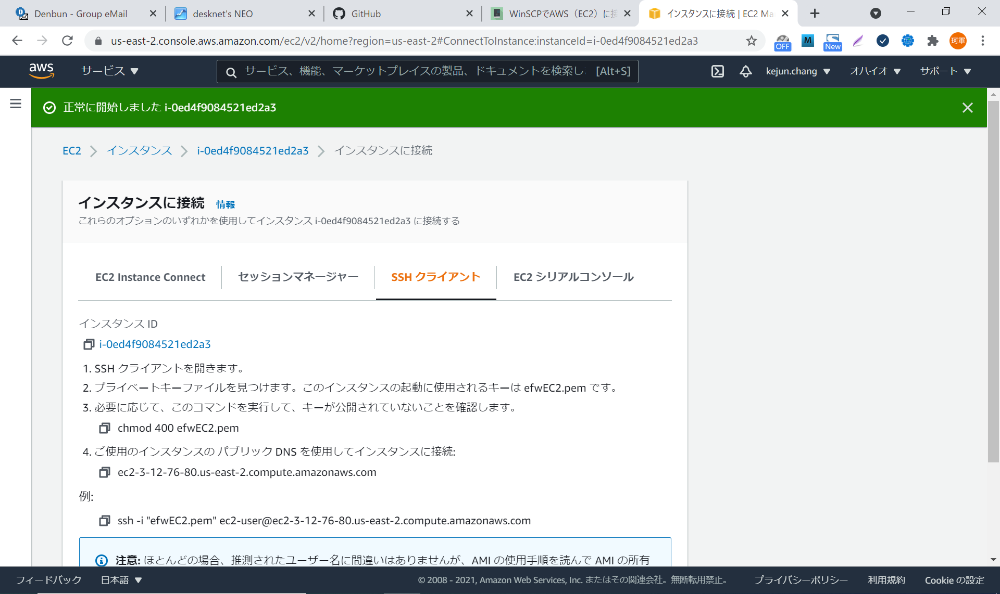 Denbun - Group eMail
desknet's NEO
GitHub
WinSCPでAWS（EC2）に接
インスタンスに接続 | EC2 Ma
us-east-2.console.aws.amazon.com/ec2/v2/home?region=us-east-2#ConnectToInstance:instanceId=i-0ed4f9084521ed2a3
OFF
M
New
珂軍
aws
サービス
サービス、機能、マーケットプレイスの製品、ドキュメントを検索し
[Alt+S]
kejun.chang
オハイオ
サポート
正常に開始しました i-0ed4f9084521ed2a3
EC2
インスタンス
i-0ed4f9084521ed2a3
インスタンスに接続
インスタンスに接続 情報
これらのオプションのいずれかを使用してインスタンス i-0ed4f9084521ed2a3 に接続する
EC2 Instance Connect
セッションマネージャー
SSH クライアント
EC2 シリアルコンソール
インスタンス ID
i-0ed4f9084521ed2a3
1. SSH クライアントを開きます。
2. プライベートキーファイルを見つけます。このインスタンスの起動に使用されるキーは efwEC2.pem です。
3. 必要に応じて、このコマンドを実行して、キーが公開されていないことを確認します。
chmod 400 efwEC2.pem
4. ご使用のインスタンスの パブリック DNS を使用してインスタンスに接続:
ec2-3-12-76-80.us-east-2.compute.amazonaws.com
例:
ssh -i "efwEC2.pem" ec2-user@ec2-3-12-76-80.us-east-2.compute.amazonaws.com
注意: ほとんどの場合、推測されたユーザー名に間違いはありませんが、AMI の使用手順を読んで AMI の所有
フィードバック
日本語
© 2008 - 2021, Amazon Web Services, Inc. またはその関連会社。無断転用禁止。
プライバシーポリシー
利用規約
Cookie の設定